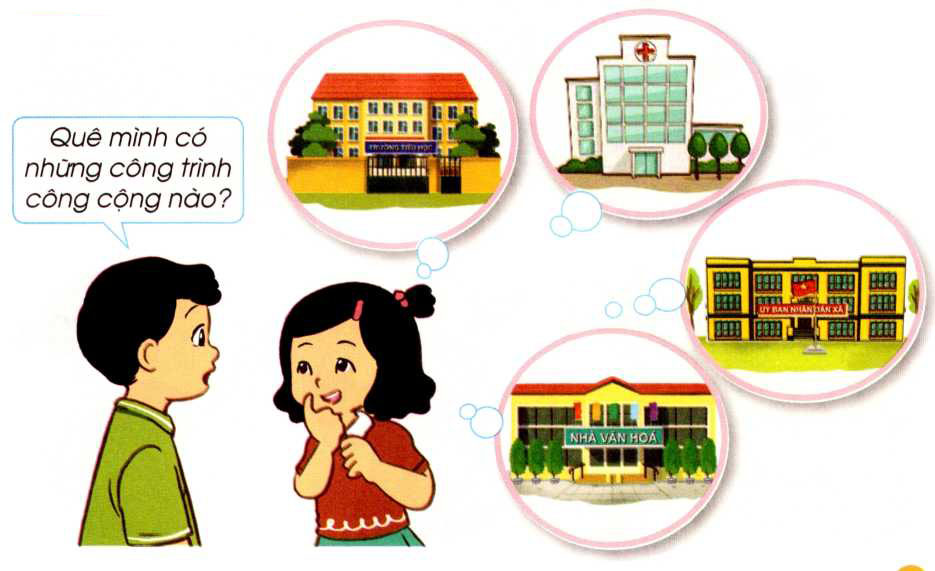 Quê mình có
những công trình
công cộng nào?
TRƯỜNG TIỂU HỌC
ỦY BAN NHÂN DÂN XÃ
NHÀ VĂN HOÁ